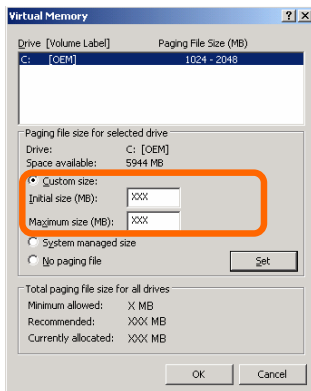 Virtual Memory
Drive [Volume Label] Paging File Size (MB)
C: [OEM] 1024 - 2048
Paging file size for selected drive
Drive: C: [OEM]
Space available: 5944 MB
Custom size:
Initial size (MB): XXX
Maximum size (MB): XXX
System managed size
No paging file Set
Total paging file size for all drives
Minimum allowed: X MB
Recommended: XXX MB
Currently allocated: XXX MB
OK Cancel